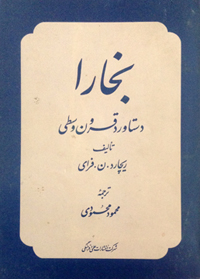 بخارا
دستاورد قرون وسطی
تألیف
ریچارد. ن. فرای
ترجمه
محمود محمودی